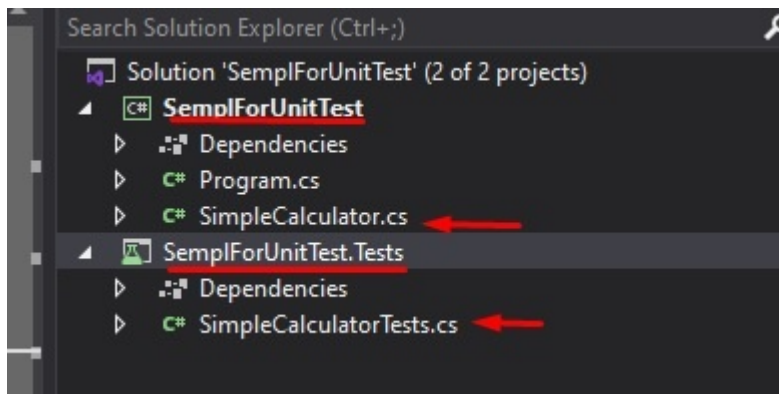 Search Solution Explorer (Ctrl+;)
Solution 'SemplForUnitTest' (2 of 2 projects)
C# SemplForUnitTest
Dependencies
C# Program.cs
C# SimpleCalculator.cs
SemplForUnitTest.Tests
Dependencies
C# SimpleCalculatorTests.cs